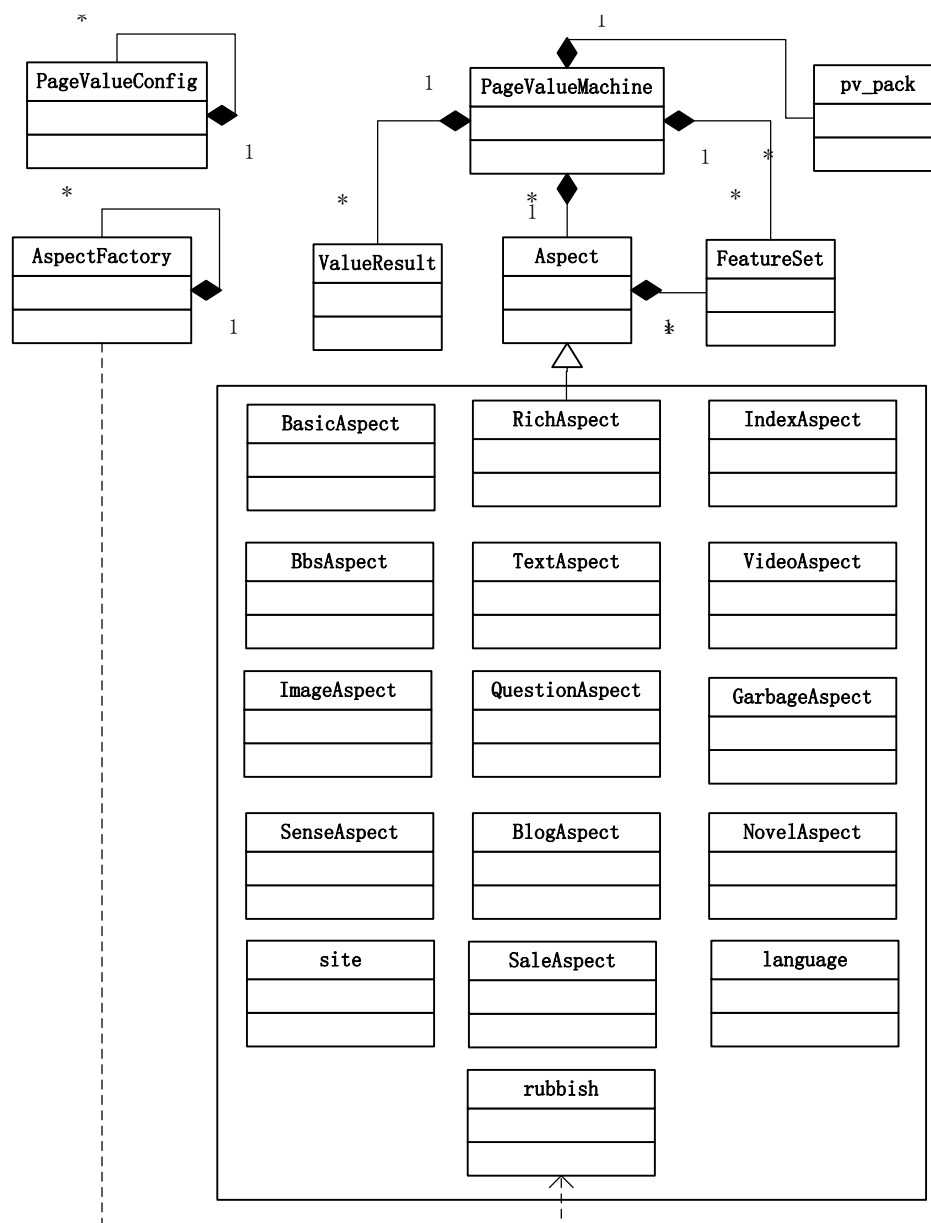 *
1
PageValueConfig
PageValueMachine
pv_pack
1
1
1
*
*
*
*
*
1
AspectFactory
ValueResult
Aspect
FeatureSet
1
1
*
BasicAspect
RichAspect
IndexAspect
BbsAspect
TextAspect
VideoAspect
ImageAspect
QuestionAspect
GarbageAspect
SenseAspect
BlogAspect
NovelAspect
site
SaleAspect
language
rubbish